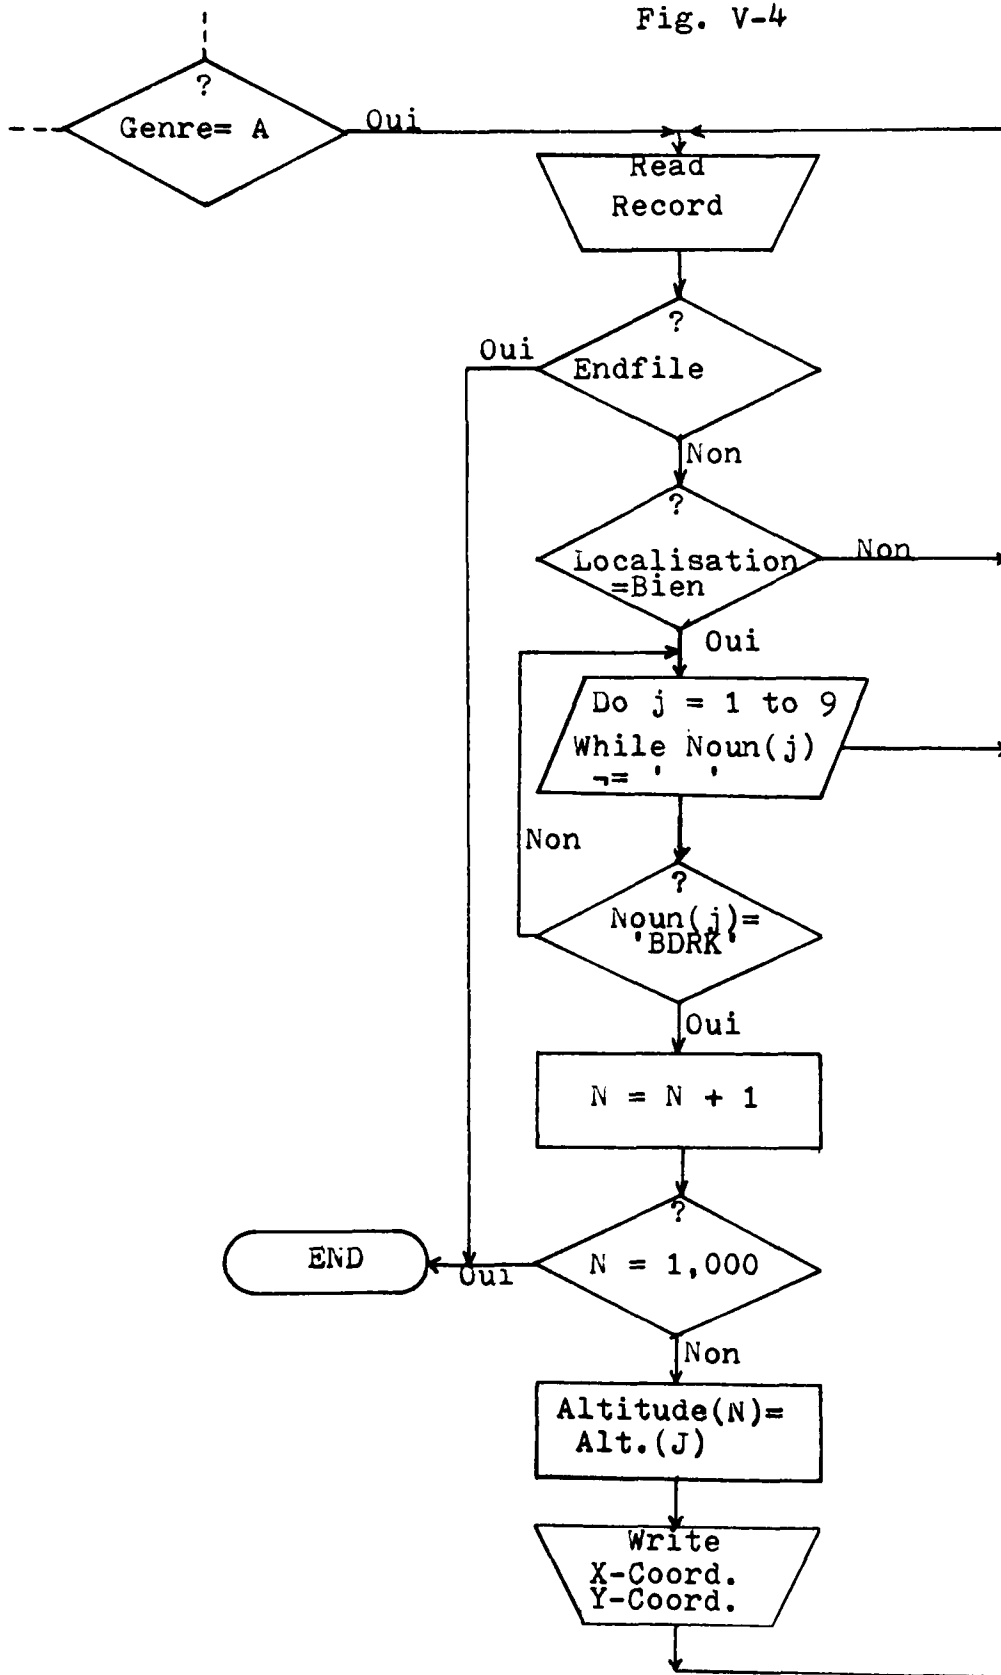 Fig. V-4
?
Genre= A
Oui
Read
Record
?
Endfile
Oui
Non
?
Localisation
=Bien
Non
Oui
Do j = 1 to 9
While Noun(j)
¬= '  '
Non
?
Noun(j)=
'BDRK'
Oui
N = N + 1
?
N = 1,000
Oui
END
Non
Altitude(N)=
Alt.(J)
Write
X-Coord.
Y-Coord.